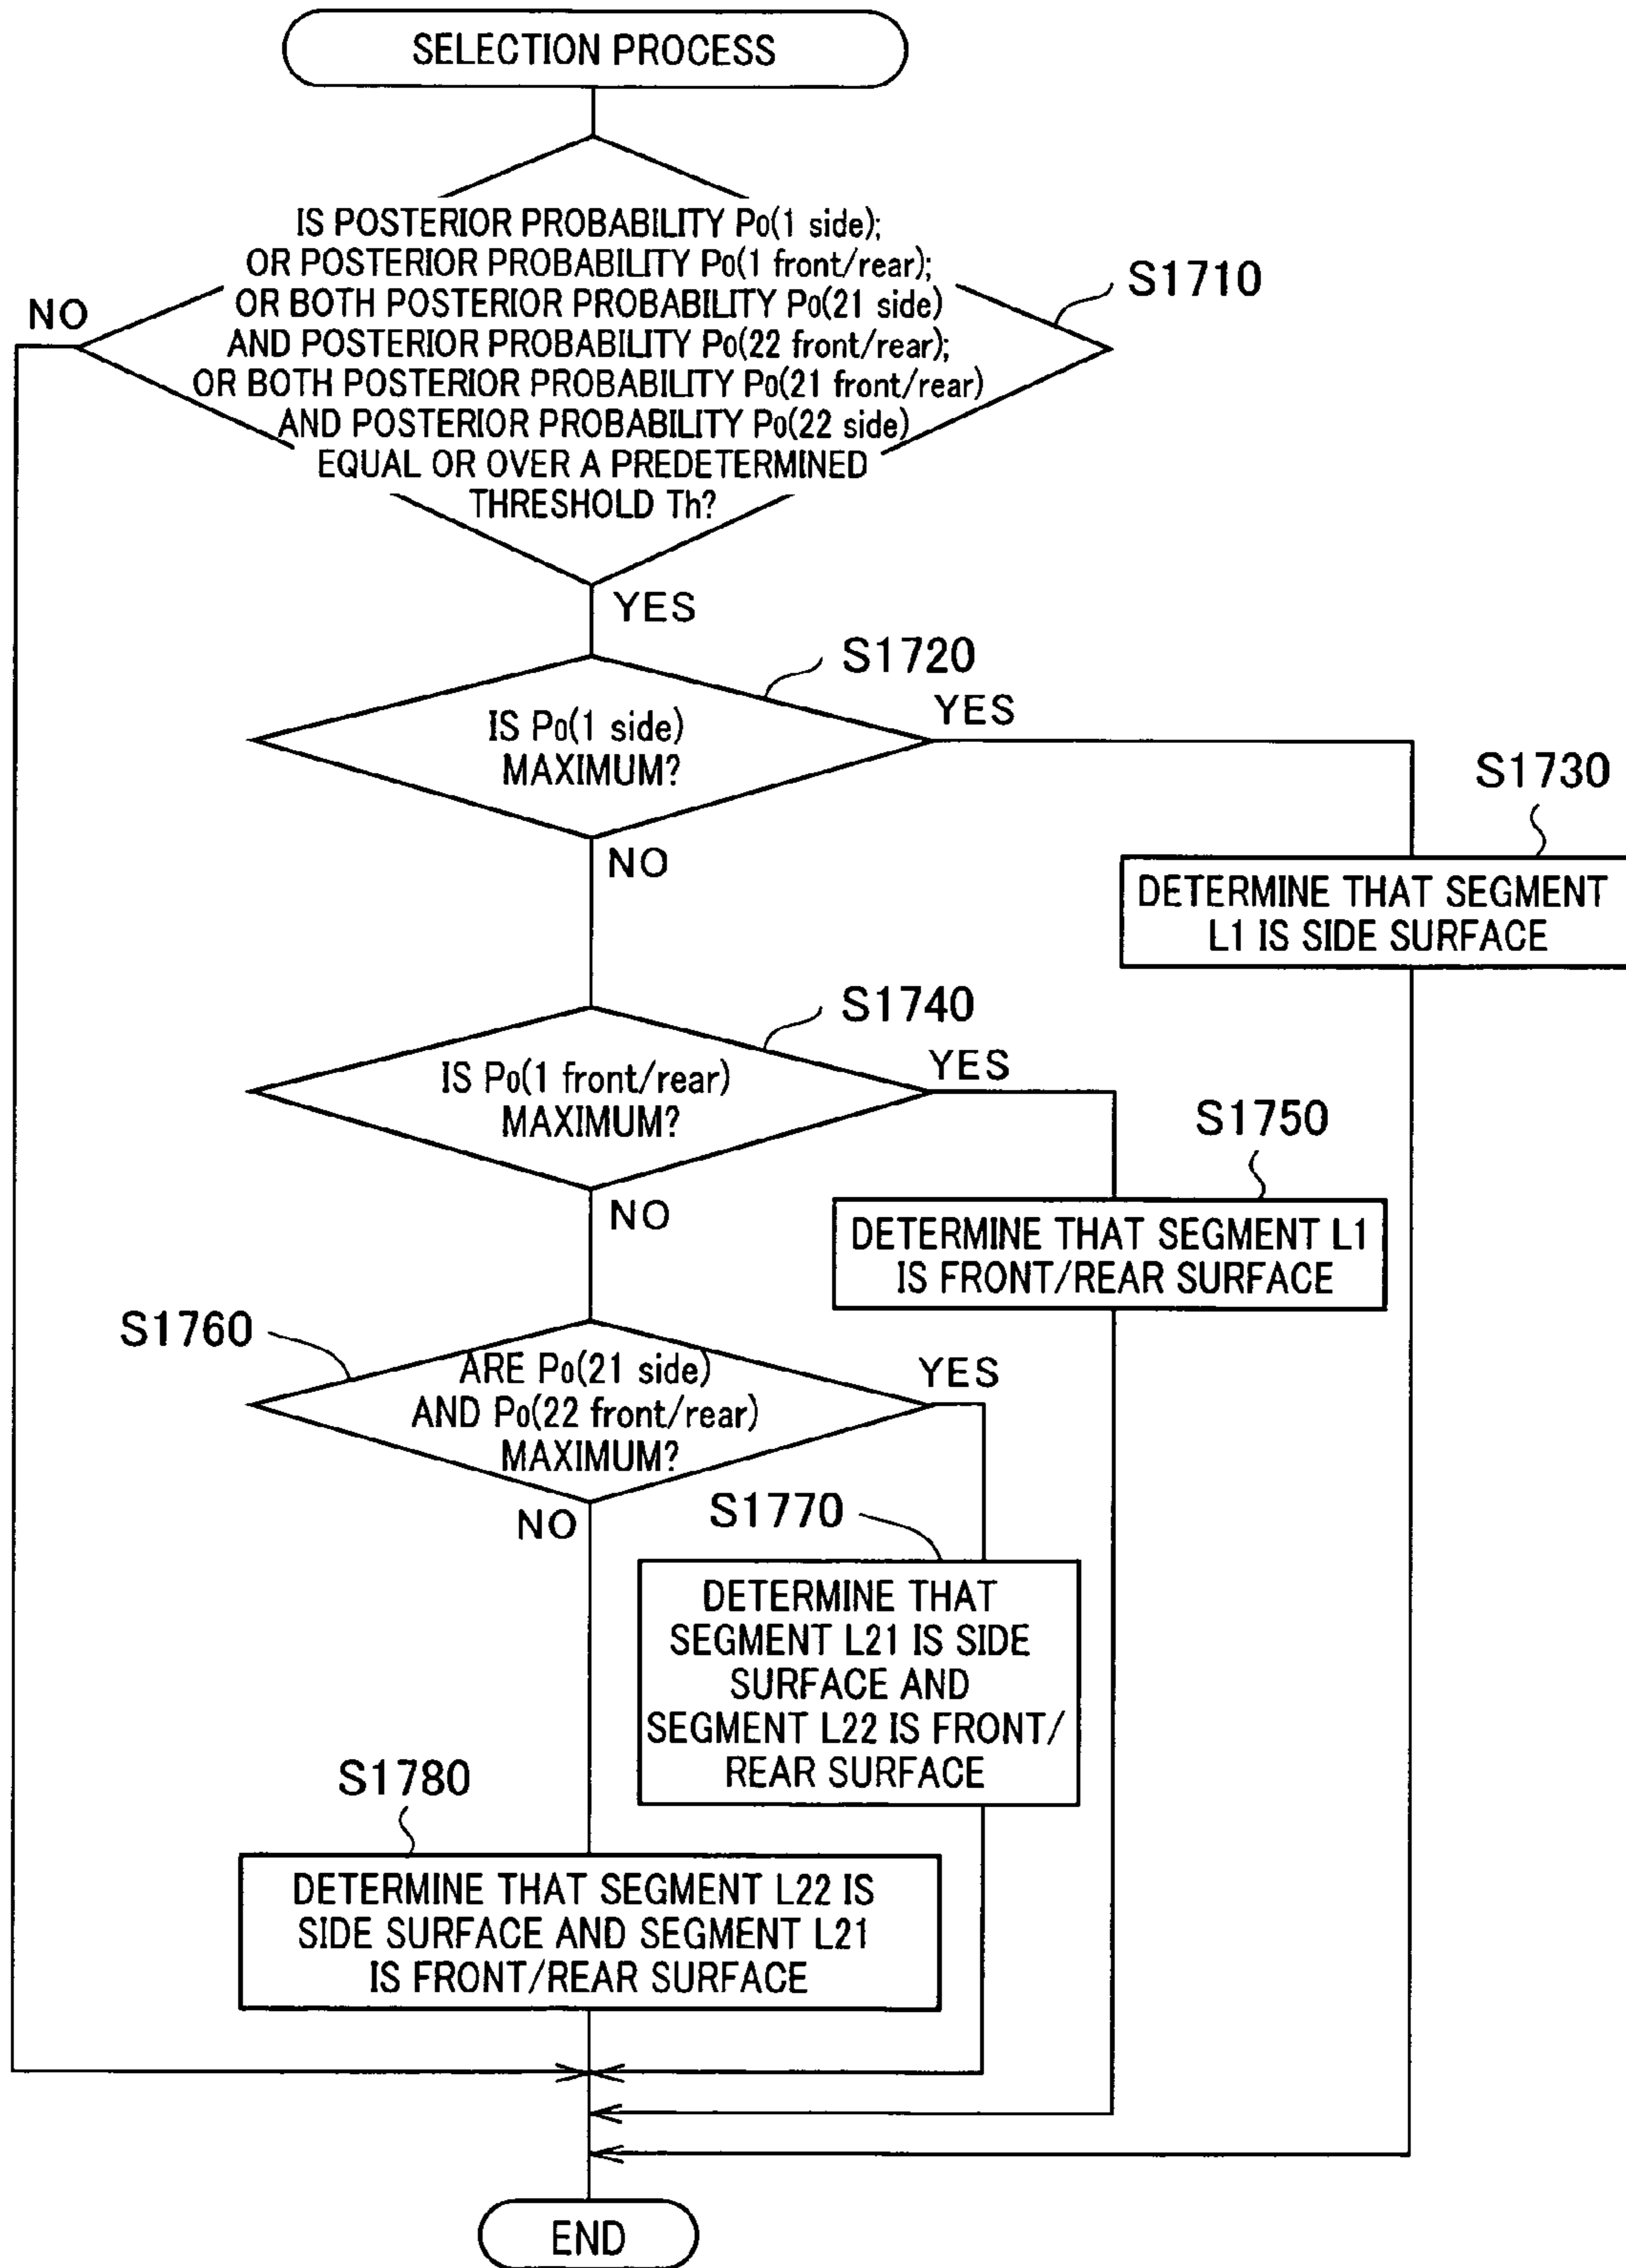 SELECTION PROCESS
IS POSTERIOR PROBABILITY Po(1 side);
OR POSTERIOR PROBABILITY Po(1 front/rear);
OR BOTH POSTERIOR PROBABILITY Po(21 side)
AND POSTERIOR PROBABILITY Po(22 front/rear);
OR BOTH POSTERIOR PROBABILITY Po(21 front/rear)
AND POSTERIOR PROBABILITY Po(22 side)
EQUAL OR OVER A PREDETERMINED
THRESHOLD Th?
S1710
NO
YES
S1720
IS Po(1 side)
MAXIMUM?
YES
NO
S1730
DETERMINE THAT SEGMENT
L1 IS SIDE SURFACE
S1740
IS Po(1 front/rear)
MAXIMUM?
YES
NO
S1750
DETERMINE THAT SEGMENT L1
IS FRONT/REAR SURFACE
S1760
ARE Po(21 side)
AND Po(22 front/rear)
MAXIMUM?
YES
NO
S1770
DETERMINE THAT
SEGMENT L21 IS SIDE
SURFACE AND
SEGMENT L22 IS FRONT/
REAR SURFACE
S1780
DETERMINE THAT SEGMENT L22 IS
SIDE SURFACE AND SEGMENT L21
IS FRONT/REAR SURFACE
END